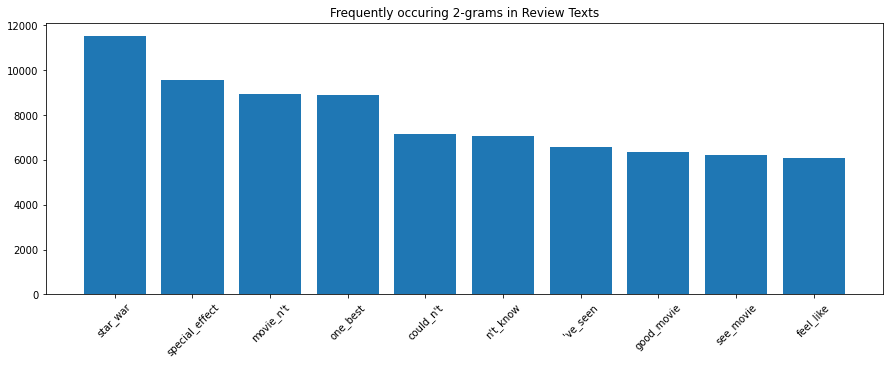 Frequently occuring 2-grams in Review Texts
12000
10000
8000
6000
4000
2000
0
star_war
special_effect
movie_n't
one_best
could_n't
n't_know
've_seen
good_movie
see_movie
feel_like